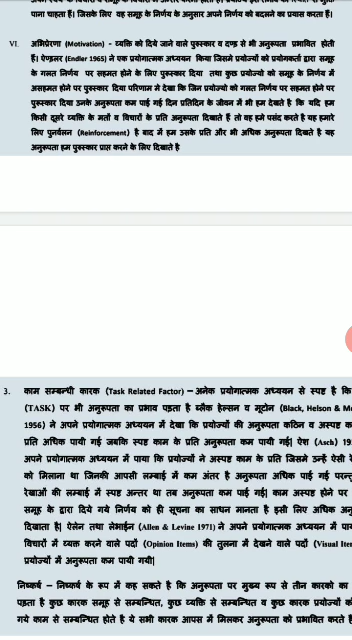 पाना चाहता हैं। जिसके लिए वह समूह के निर्णय के अनुसार अपने निर्णय को बदलने का प्रयास करता हैं।
VI. अभिप्रेरणा (Motivation) - व्यक्ति को दिये जाने वाले पुरूस्कार व दण्ड से भी अनुरूपता प्रभावित होती
हैं। ऐण्डलर (Endler 1965) ने एक प्रयोगात्मक अध्ययन किया जिसमे प्रयोज्यों को प्रयोगकर्ता द्वारा समूह
के गलत निर्णय पर सहमत होने के लिए पुरूस्कार दिया तथा कुछ प्रयोज्यो को समूह के निर्णय में
असहमत होने पर पुरूस्कार दिया परिणाम मे देखा कि जिन प्रयोज्यो को गलत निर्णय पर सहमत होने पर
पुरूस्कार दिया उनके अनुरूपता कम पाई गई दिन प्रतिदिन के जीवन में भी हम देखते है कि यदि हम
किसी दूसरे व्यक्ति के मतों व विचारों के प्रति अनुरूपता दिखाते हैं तो वह हमे पसंद करते है यह हमारे
लिए पुनर्वलन (Reinforcement) है बाद में हम उसके प्रति और भी अधिक अनुरूपता दिखाते है यह
अनुरूपता हम पुरस्कार प्राप्त करने के लिए दिखाते है
3. काम सम्बन्धी कारक (Task Related Factor) – अनेक प्रयोगात्मक अध्ययन से स्पष्ट है कि
(TASK) पर भी अनुरूपता का प्रभाव पड़ता है ब्लैक हेल्सन व मूटोन (Black, Helson & M
1956) ने अपने प्रयोगात्मक अध्ययन में देखा कि प्रयोज्यों की अनुरूपता कठिन व अस्पष्ट क
प्रति अधिक पायी गई जबकि स्पष्ट काम के प्रति अनुरूपता कम पायी गई| ऐश (Asch) 19
अपने प्रयोगात्मक अध्ययन में पाया कि प्रयोज्यों ने अस्पष्ट काम के प्रति जिसमे उन्हें ऐसी
को मिलाना था जिनकी आपसी लम्बाई में कम अंतर है अनुरूपता अधिक पाई गई परन्तु
रेखाओं की लम्बाई में स्पष्ट अन्तर था तब अनुरूपता कम पाई गई| काम अस्पष्ट होने पर
समूह के द्वारा दिये गये निर्णय को ही सूचना का साधन मानता है इसी लिए अधिक अनु
दिखाता है| ऐलेन तथा लेभाईन (Allen & Levine 1971) ने अपने प्रयोगात्मक अध्ययन में पाय
विचारों में व्यक्त करने वाले पदों (Opinion Items) की तुलना में देखने वाले पदों (Visual Iter
प्रयोज्यों में अनुरूपता कम पायी गयी|
निष्कर्ष – निष्कर्ष के रूप में कह सकते है कि अनुरूपता पर मुख्य रूप से तीन कारको का
पड़ता है कुछ कारक समूह से सम्बन्धित, कुछ व्यक्ति से सम्बन्धित व कुछ कारक प्रयोज्यों क
गये काम से सम्बन्धित होते है ये सभी कारक आपस में मिलकर अनुरूपता को प्रभावित करते है